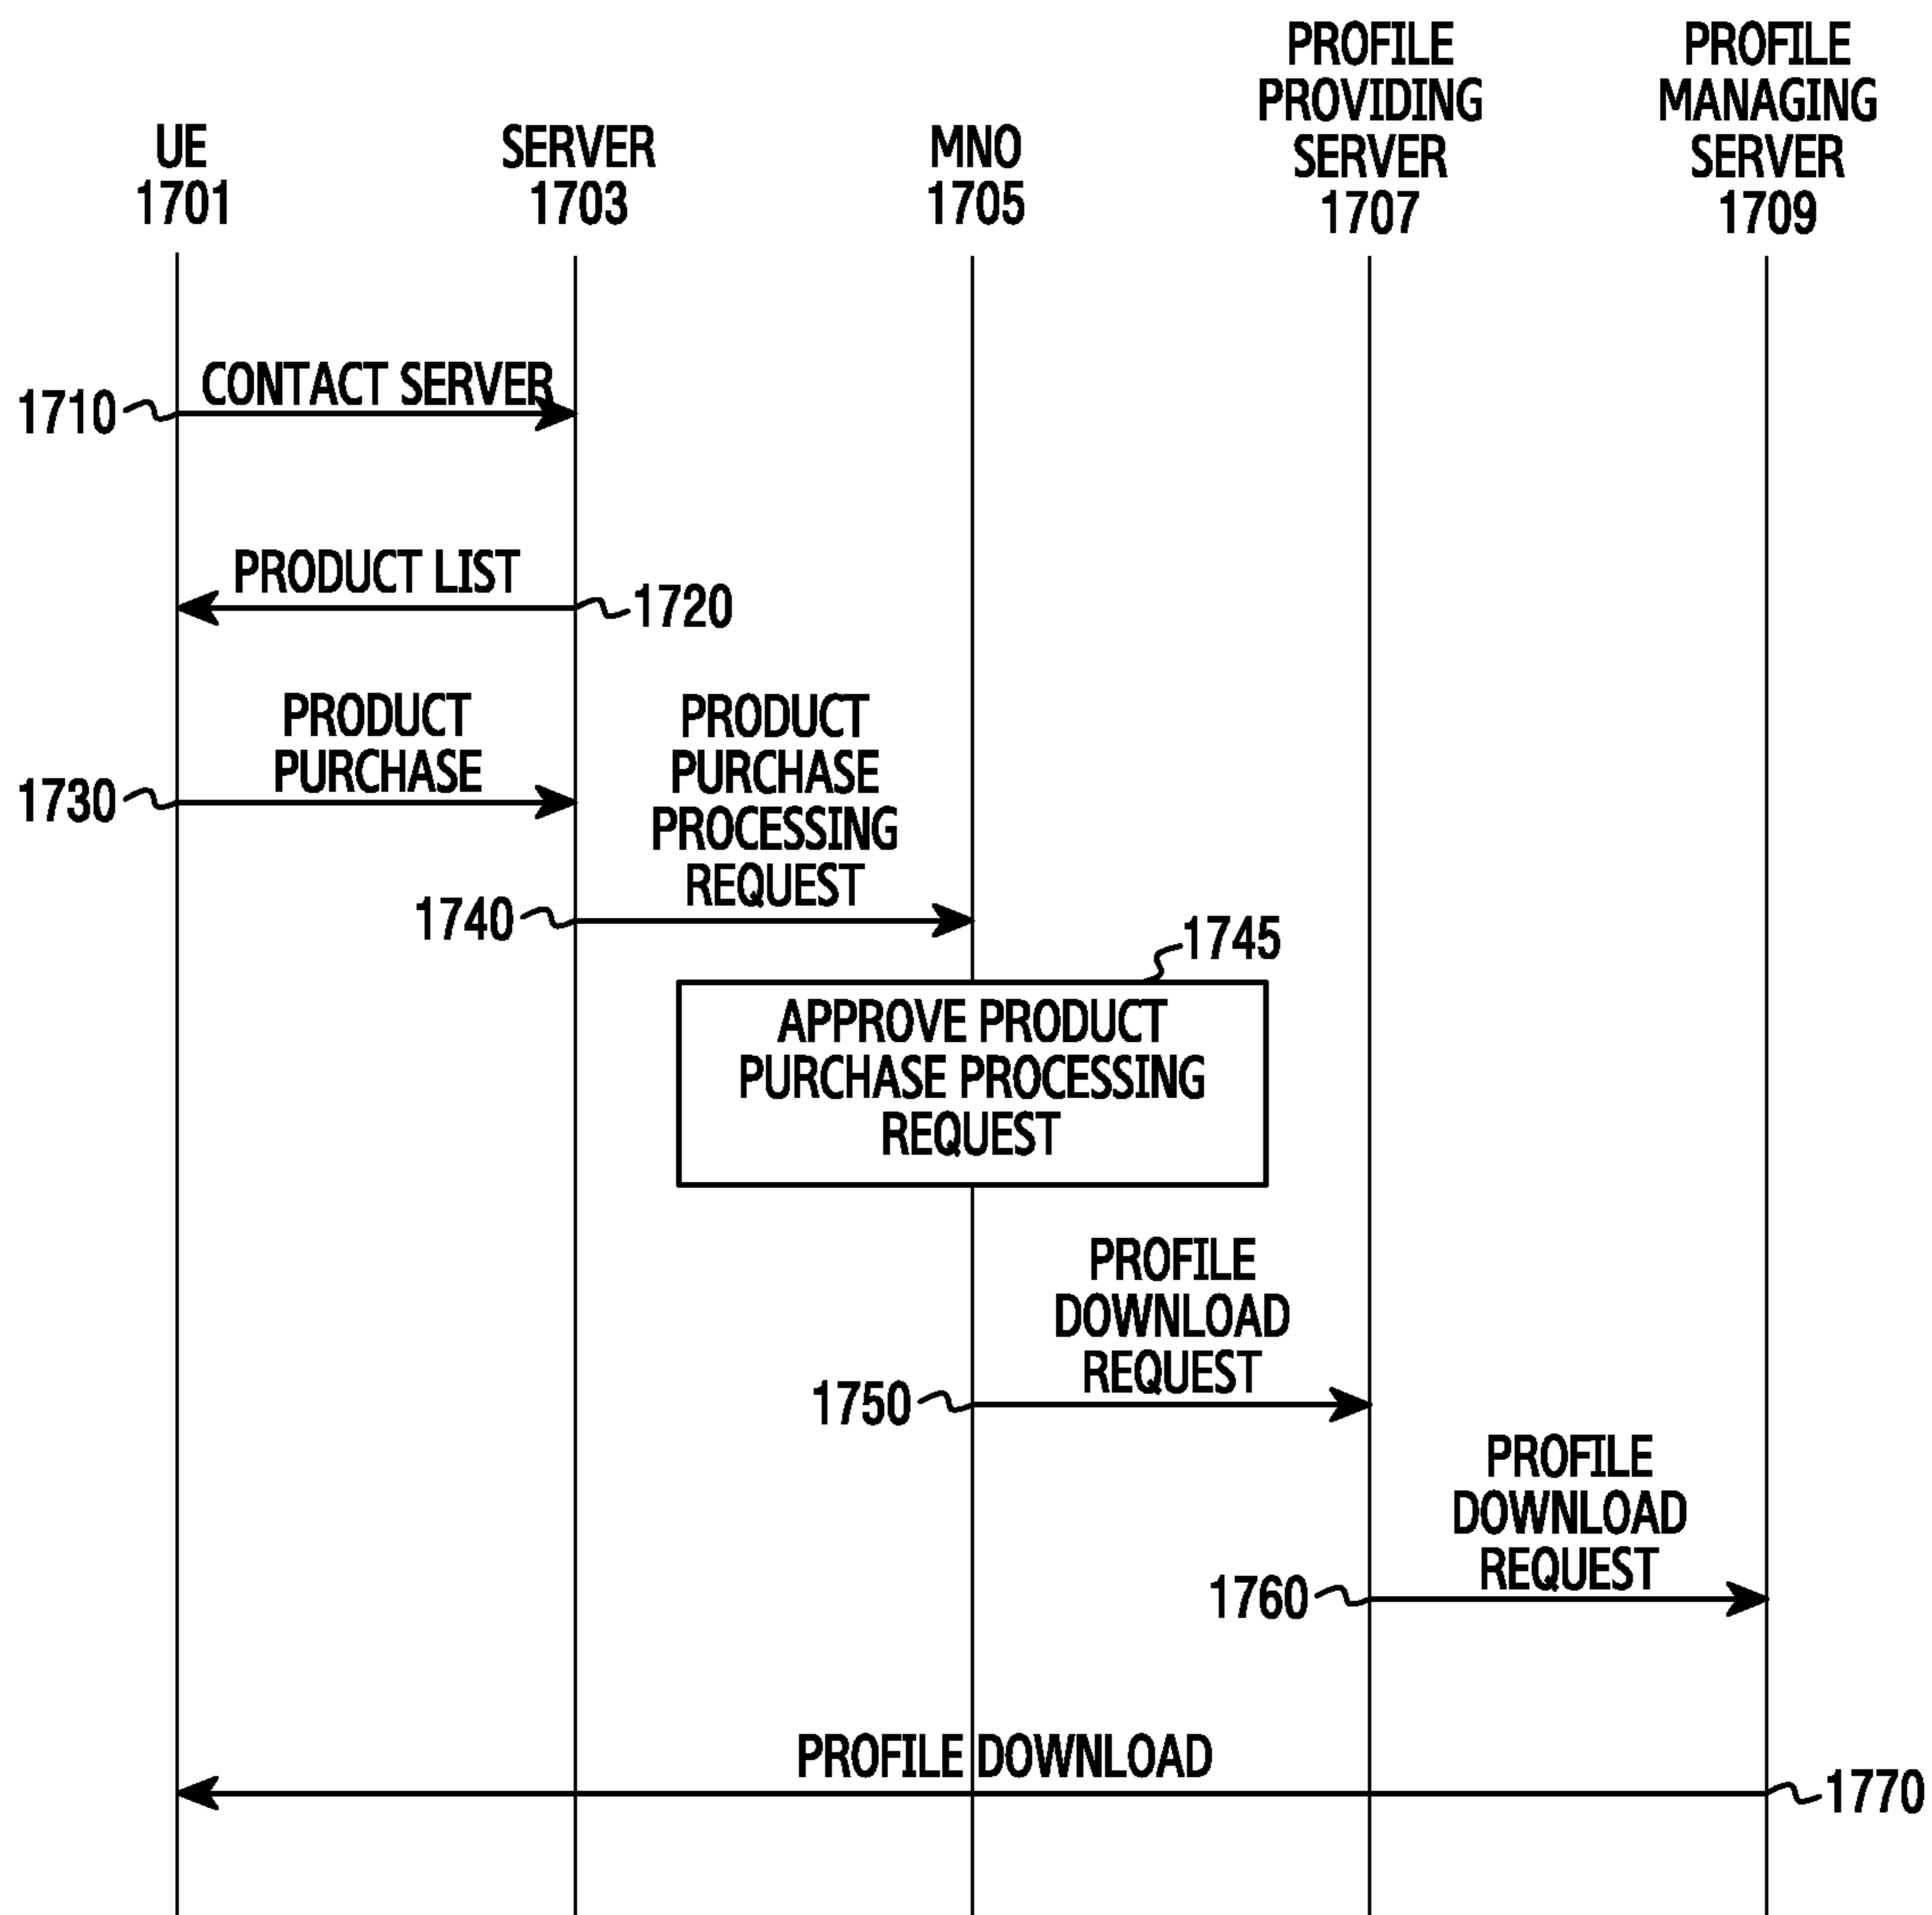 UE
1701
SERVER
1703
MNO
1705
PROFILE
PROVIDING
SERVER
1707
PROFILE
MANAGING
SERVER
1709
CONTACT SERVER
1710
PRODUCT LIST
1720
PRODUCT
PURCHASE
1730
PRODUCT
PURCHASE
PROCESSING
REQUEST
1740
1745
APPROVE PRODUCT
PURCHASE PROCESSING
REQUEST
PROFILE
DOWNLOAD
REQUEST
1750
PROFILE
DOWNLOAD
REQUEST
1760
PROFILE DOWNLOAD
1770